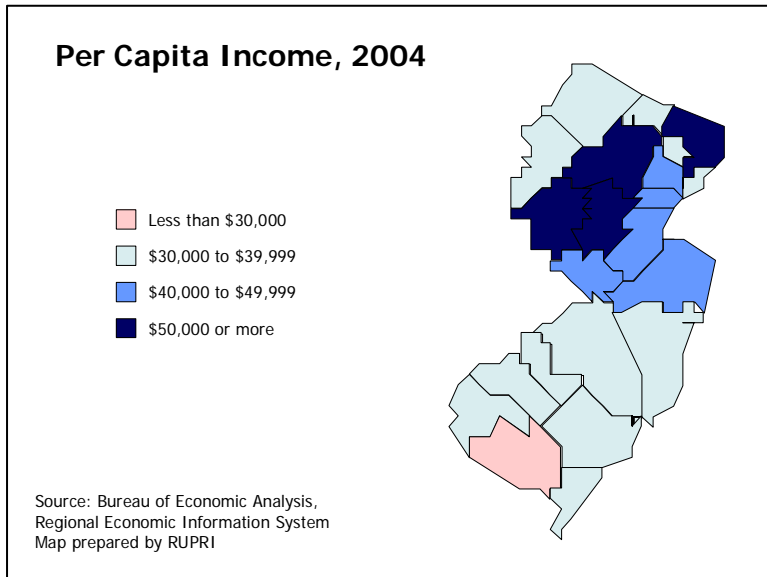 Per Capita Income, 2004
Less than $30,000
$30,000 to $39,999
$40,000 to $49,999
$50,000 or more
Source: Bureau of Economic Analysis,
Regional Economic Information System
Map prepared by RUPRI